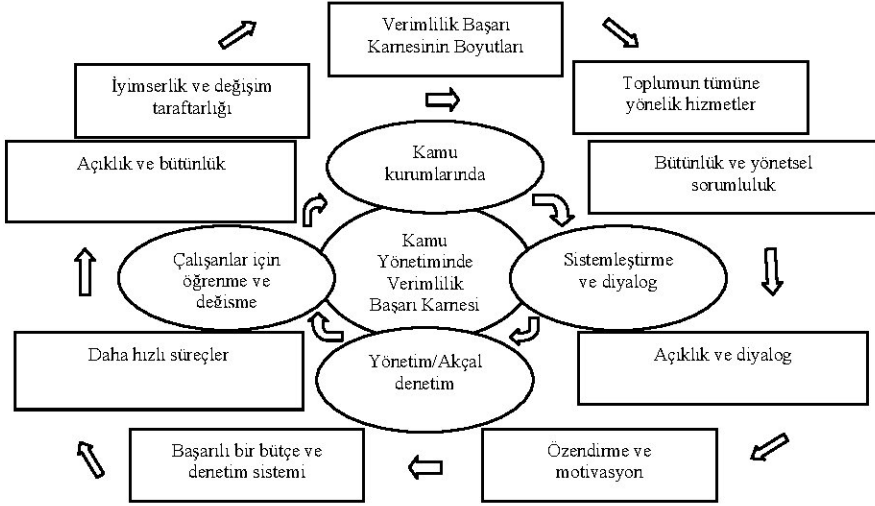 Verimlilik Başarı
Karnesinin Boyutları
İyimserlik ve değişim
taraftarlığı
Toplumun tümüne
yönelik hizmetler
Açıklık ve bütünlük
Kamu
kurumlarında
Bütünlük ve yönetsel
sorumluluk
Çalışanlar için
öğrenme ve
değisme
Kamu
Yönetiminde
Verimlilik
Başarı Karnesi
Sistemleştirme
ve diyalog
Daha hızlı süreçler
Yönetim/Akçal
denetim
Açıklık ve diyalog
Başarılı bir bütçe ve
denetim sistemi
Özendirme ve
motivasyon